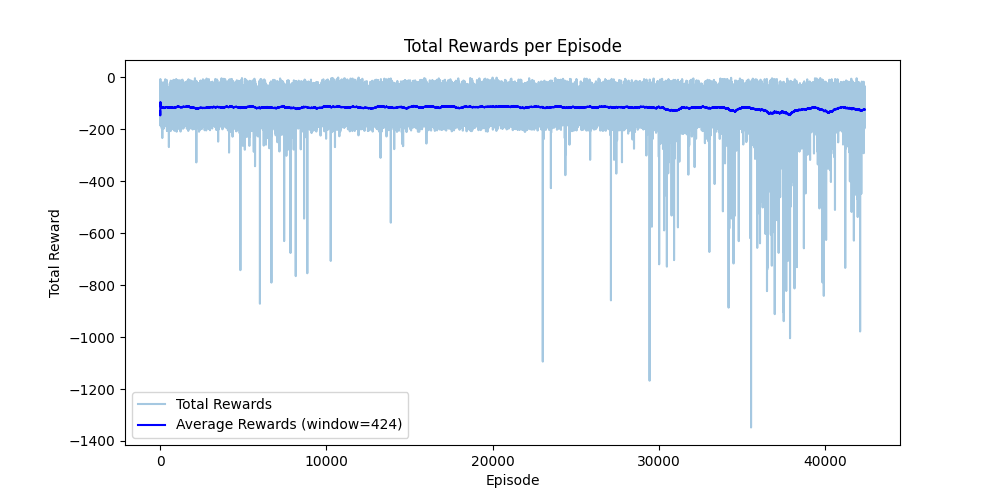 Total Rewards per Episode
Total Reward
0
−200
−400
−600
−800
−1000
−1200
−1400
Total Rewards
Average Rewards (window=424)
0
10000
20000
30000
40000
Episode